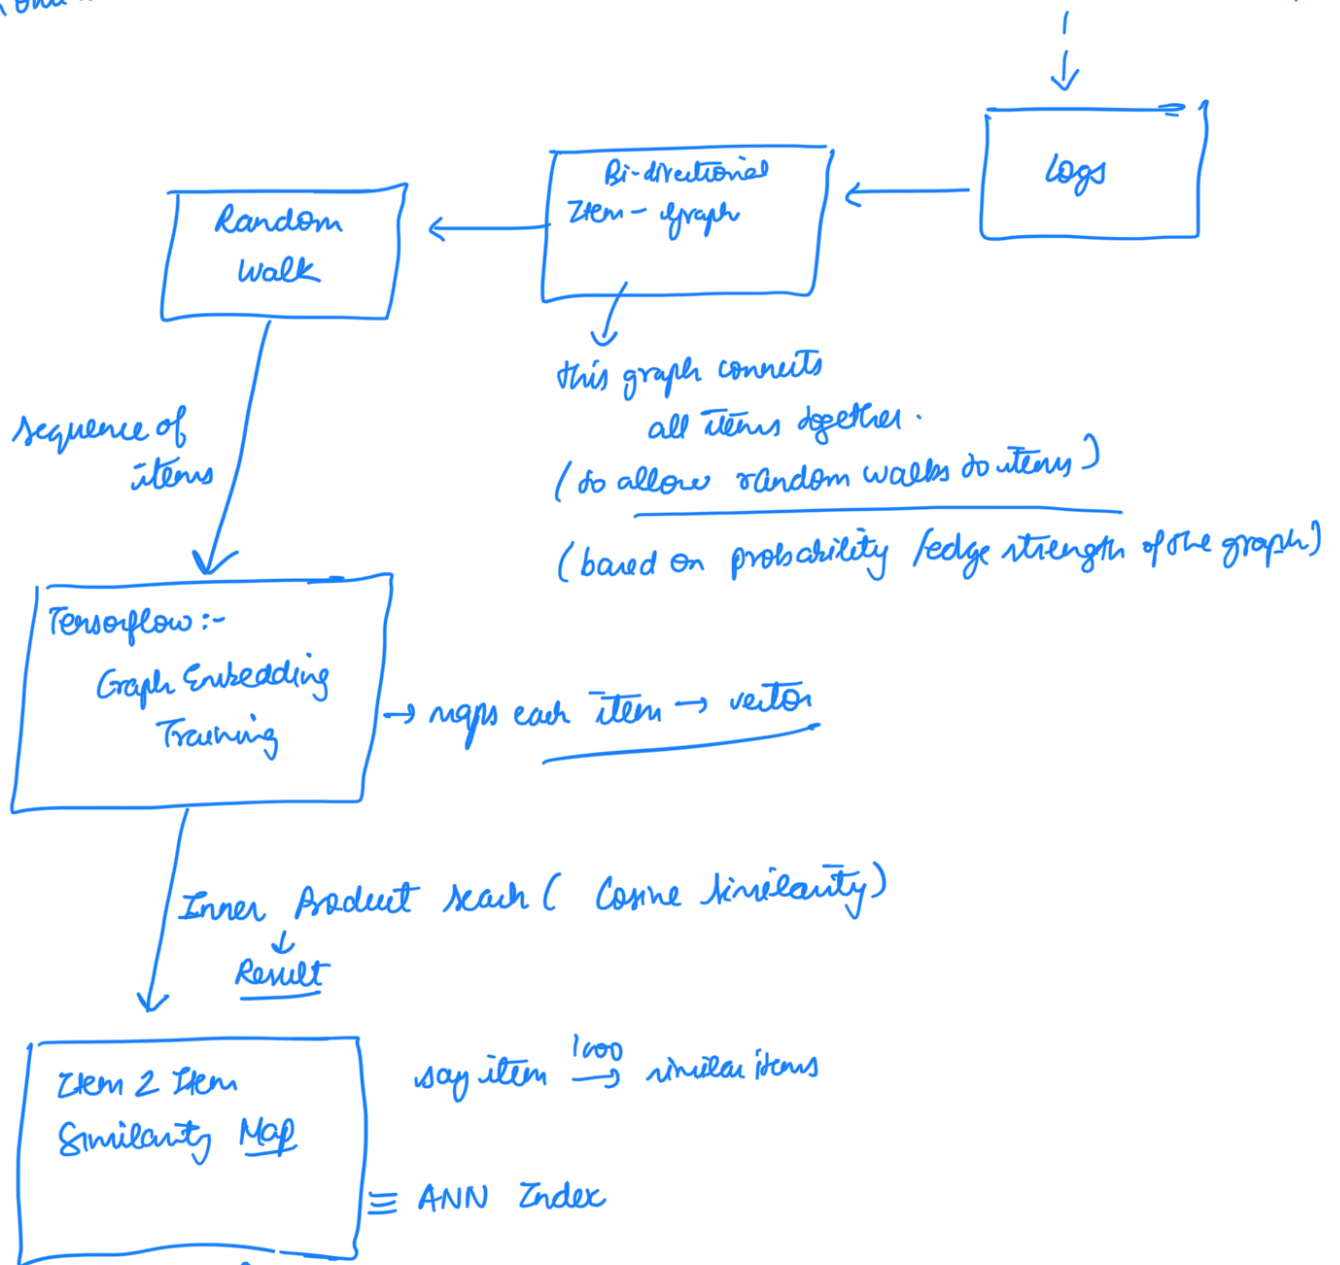 Logs
Bi-directional
Item - Graph
Random
Walk
this graph connects
all items together.
(to allow random walks to items)
(based on probability /edge strength of the graph)
sequence of
items
Tensorflow :-
Graph Embedding
Training
→ maps each item → vector
Inner Product seach ( Cosine Similarity)
↓
Result
Item 2 Item
Similarity Map
say item 1000 → similar items
≡ ANN Index